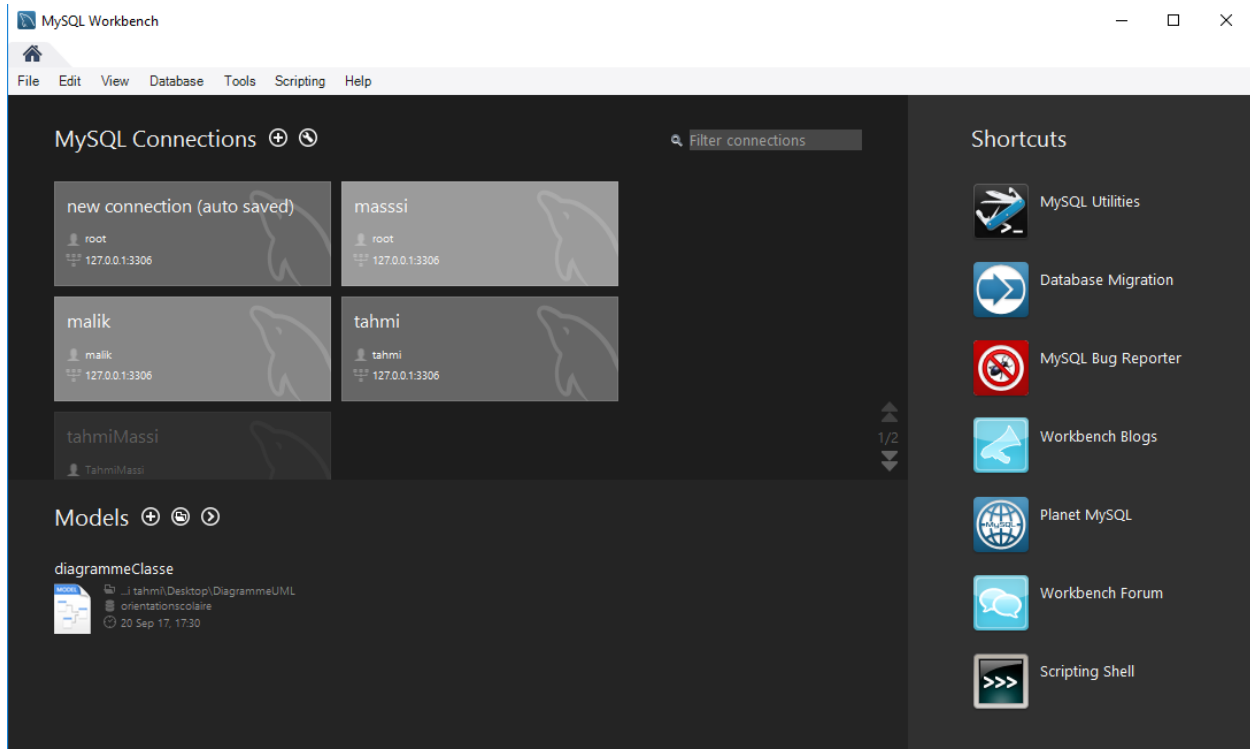 MySQL Workbench
File Edit View Database Tools Scripting Help
MySQL Connections
Filter connections
new connection (auto saved)
root
127.0.0.1:3306
masssi
root
127.0.0.1:3306
malik
malik
127.0.0.1:3306
tahmi
tahmi
127.0.0.1:3306
tahmiMassi
TahmiMassi
1/2
Models
diagrammeClasse
MODEL
...i tahmi\Desktop\DiagrammeUML
orientationscolaire
20 Sep 17, 17:30
Shortcuts
MySQL Utilities
Database Migration
MySQL Bug Reporter
Workbench Blogs
MySQL
Planet MySQL
Workbench Forum
>>>
Scripting Shell